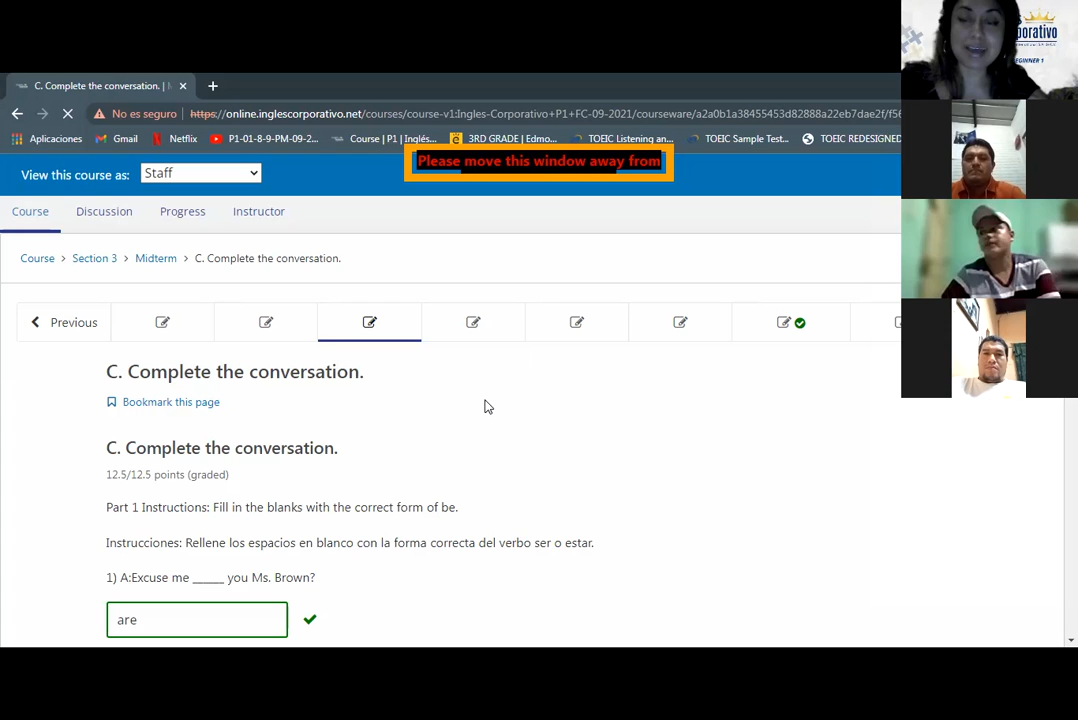 C. Complete the conversation. |
No es seguro
https://online.inglescorporativo.net/courses/course-v1:Ingles-Corporativo+P1+FC-09-2021/courseware/a2a0b1a38455453d82888a22eb7dae2f/f56
Aplicaciones
Gmail
Netflix
P1-01-8-9-PM-09-2...
Course | P1 | Inglés...
3RD GRADE | Edmo...
TOEIC Listening an...
TOEIC Sample Test...
TOEIC REDESIGNED
Please move this window away from
View this course as:
Staff
Course
Discussion
Progress
Instructor
Course > Section 3 > Midterm > C. Complete the conversation.
Previous
C. Complete the conversation.
Bookmark this page
C. Complete the conversation.
12.5/12.5 points (graded)
Part 1 Instructions: Fill in the blanks with the correct form of be.
Instrucciones: Rellene los espacios en blanco con la forma correcta del verbo ser o estar.
1) A:Excuse me ______ you Ms. Brown?
are